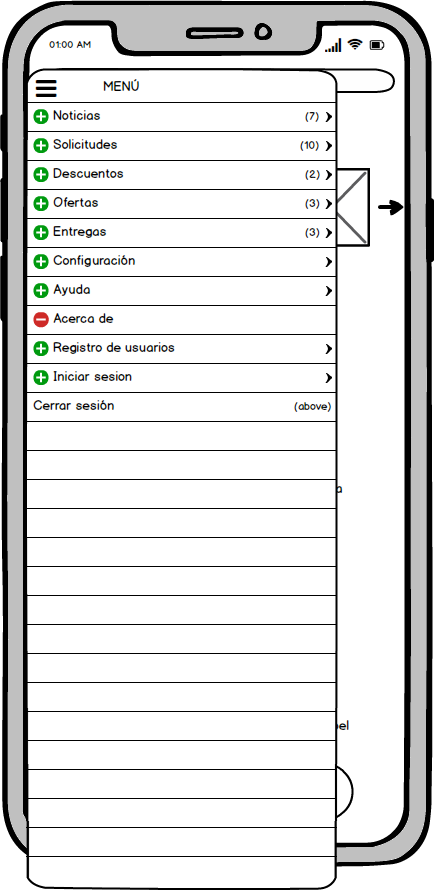 01:00 AM
MENÚ
Noticias (7)
Solicitudes (10)
Descuentos (2)
Ofertas (3)
Entregas (3)
Configuración
Ayuda
Acerca de
Registro de usuarios
Iniciar sesion
Cerrar sesión (above)
a
el